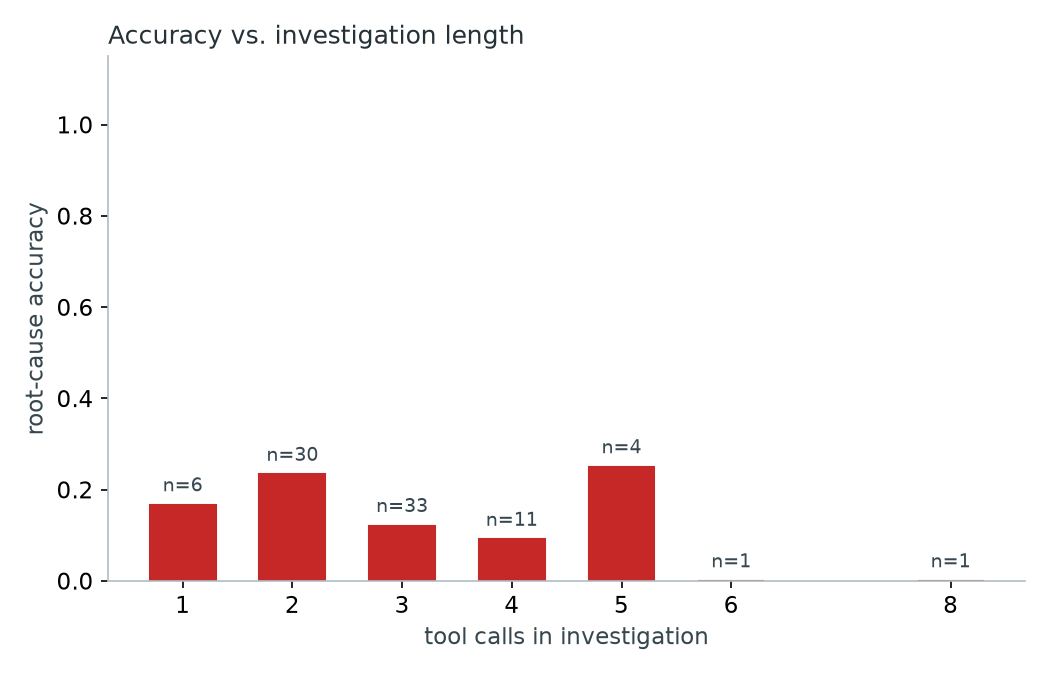 Accuracy vs. investigation length
root-cause accuracy
1.0
0.8
0.6
0.4
0.2
0.0
n=6
n=30
n=33
n=11
n=4
n=1
n=1
1 2 3 4 5 6 8
tool calls in investigation